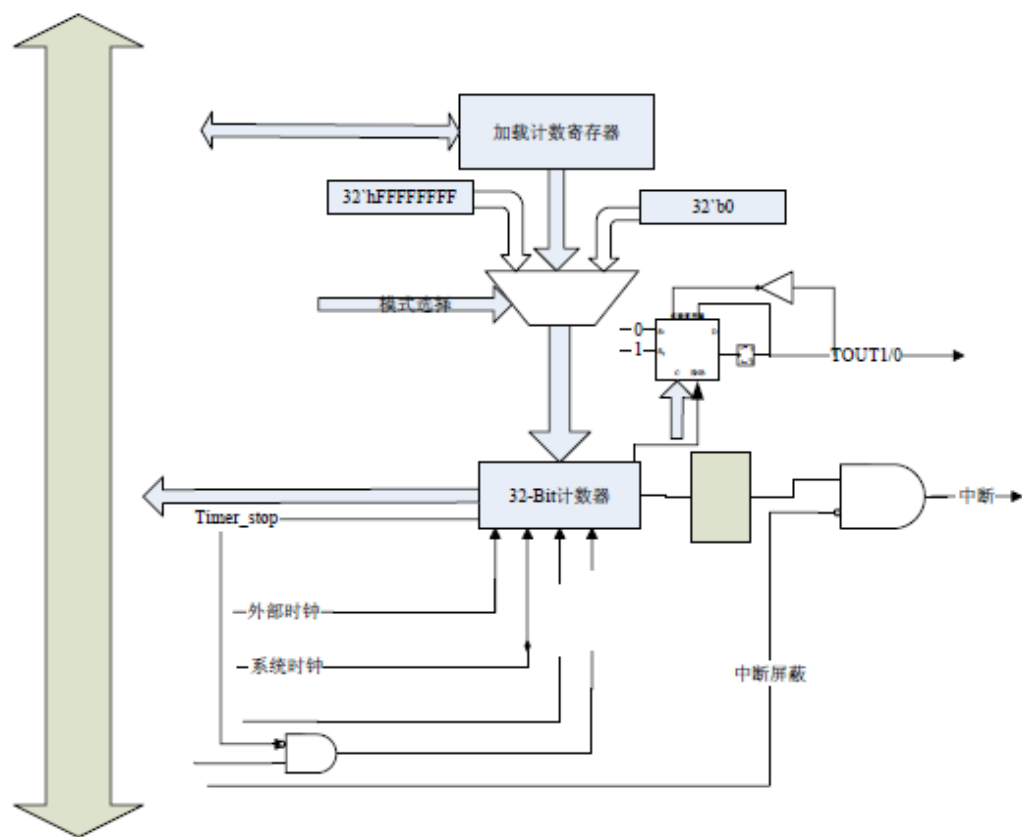 加载计数寄存器
32`hFFFFFFFF
32`b0
模式选择
0
1
TOUT1/0
32-Bit计数器
中断
Timer_stop
外部时钟
系统时钟
中断屏蔽